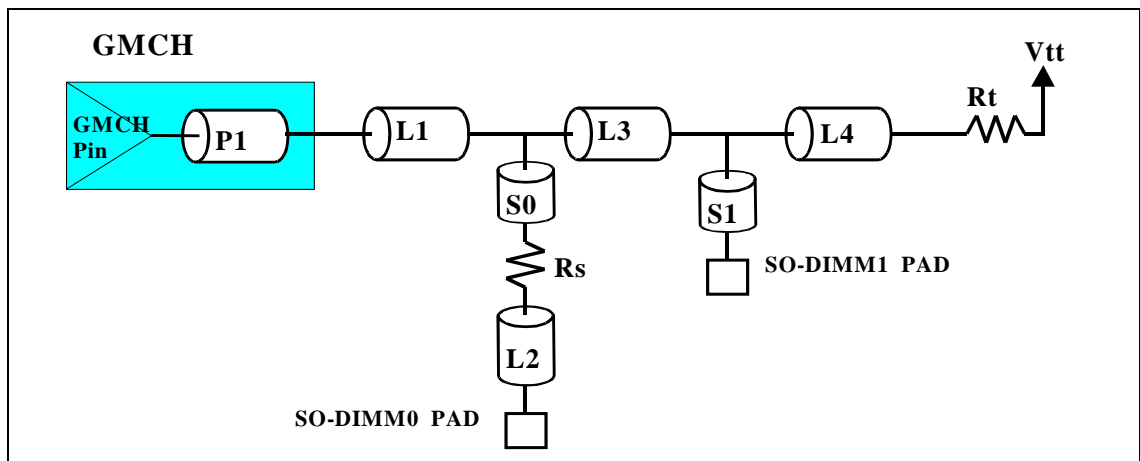 GMCH
Vtt
Rt
GMCH
Pin
P1
L1
L3
L4
S0
S1
Rs
SO-DIMM1 PAD
L2
SO-DIMM0 PAD